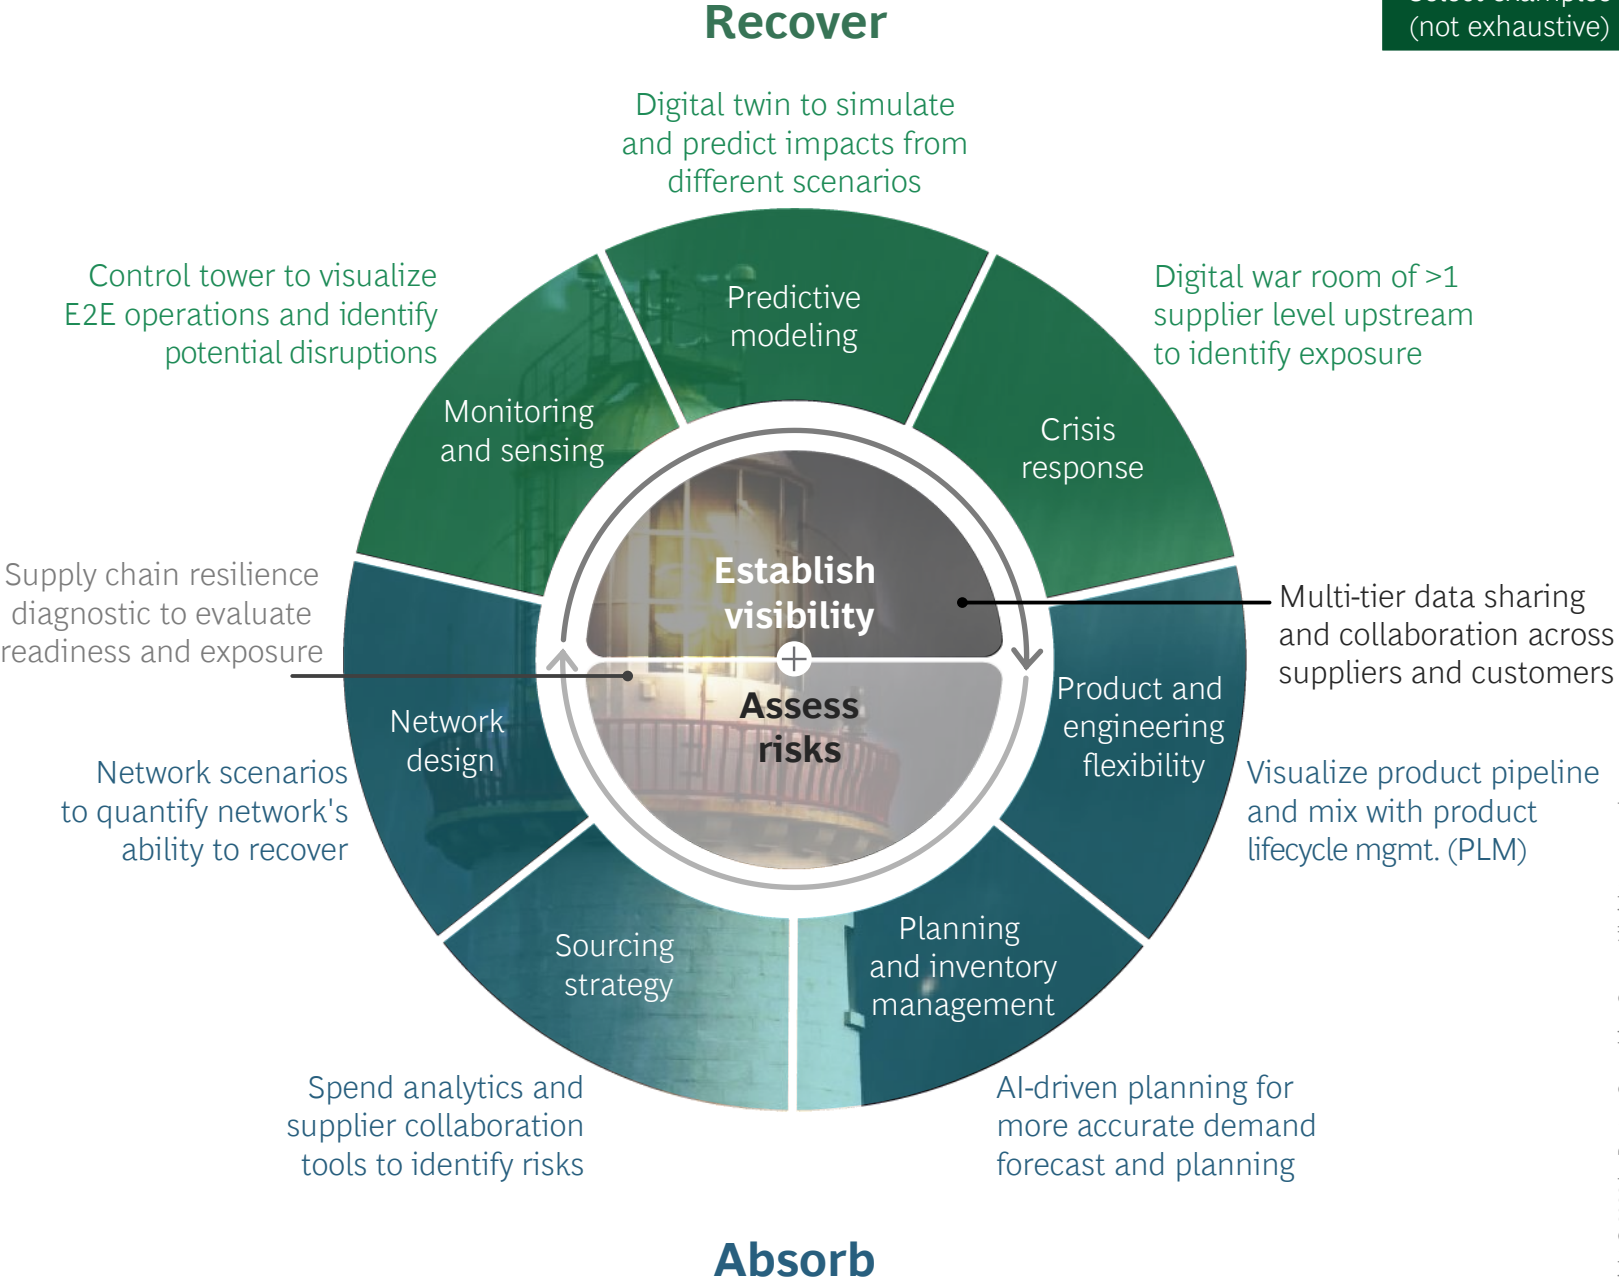 Recover
Select examples
(not exhaustive)
Digital twin to simulate
and predict impacts from
different scenarios
Control tower to visualize
E2E operations and identify
potential disruptions
Digital war room of >1
supplier level upstream
to identify exposure
Predictive
modeling
Monitoring
and sensing
Crisis
response
Supply chain resilience
diagnostic to evaluate
readiness and exposure
Establish
visibility
Multi-tier data sharing
and collaboration across
suppliers and customers
Assess
risks
Network
design
Product and
engineering
flexibility
Network scenarios
to quantify network's
ability to recover
Visualize product pipeline
and mix with product
lifecycle mgmt. (PLM)
Sourcing
strategy
Planning
and inventory
management
Spend analytics and
supplier collaboration
tools to identify risks
AI-driven planning for
more accurate demand
forecast and planning
Absorb